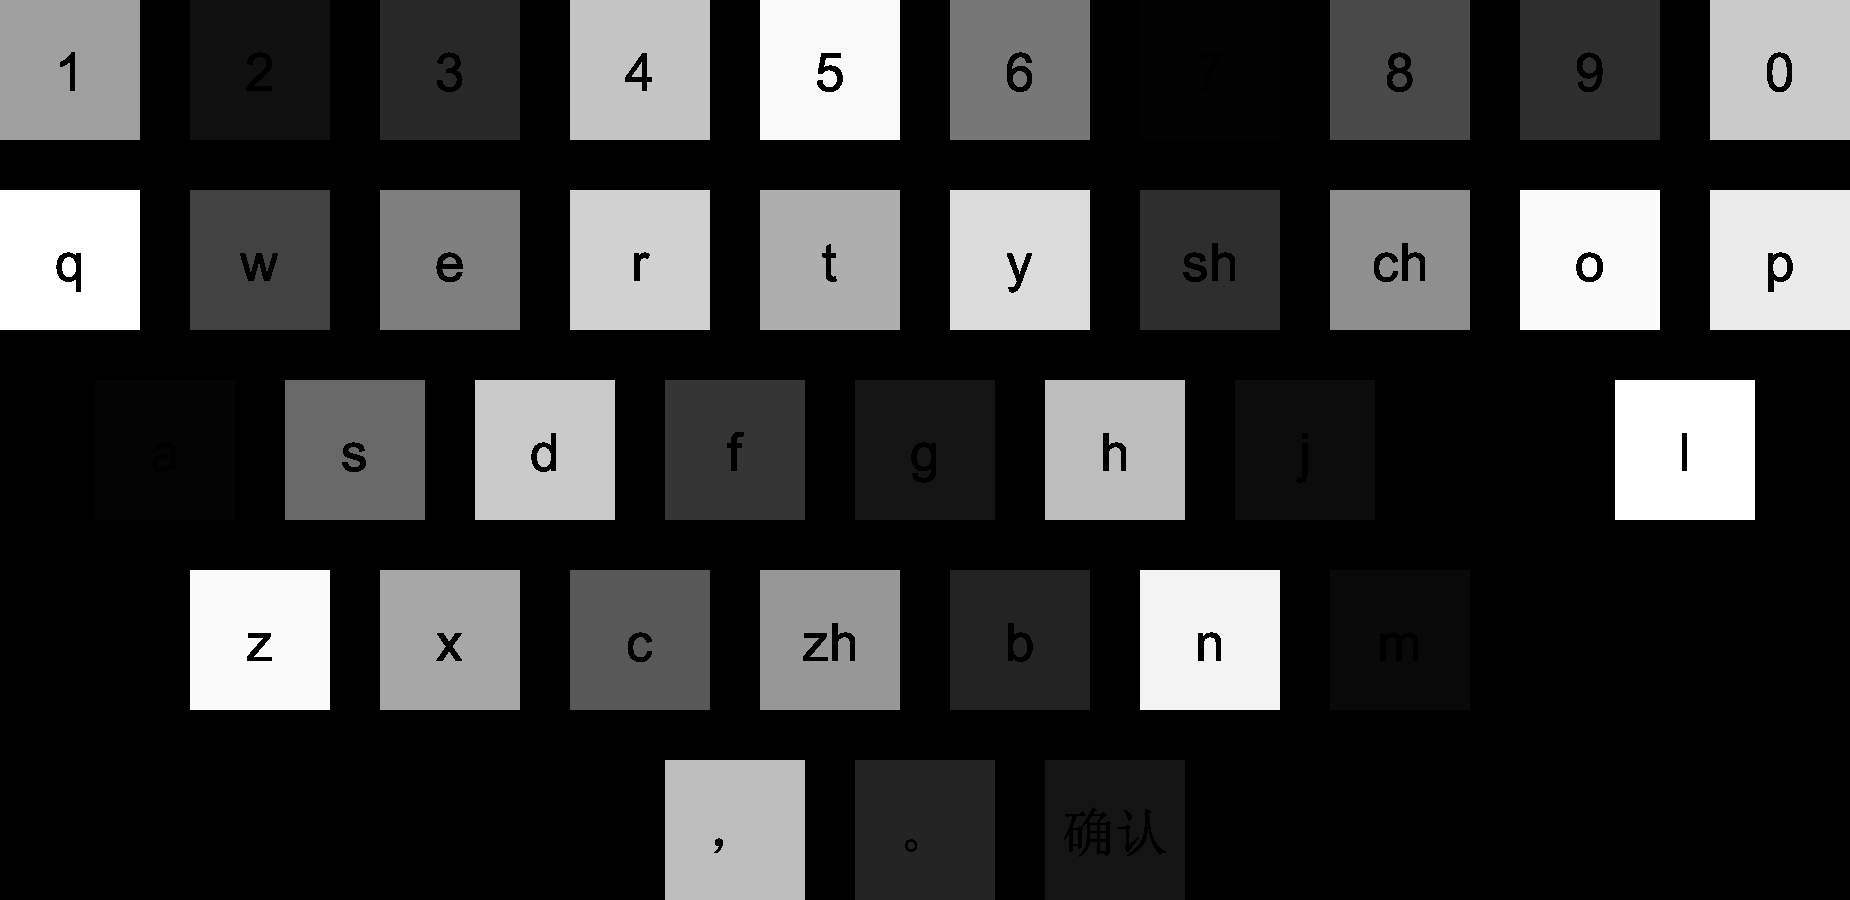 1 2 3 4 5 6 7 8 9 0
q w e r t y sh ch o p
a s d f g h j l
z x c zh b n m
， 。 确认